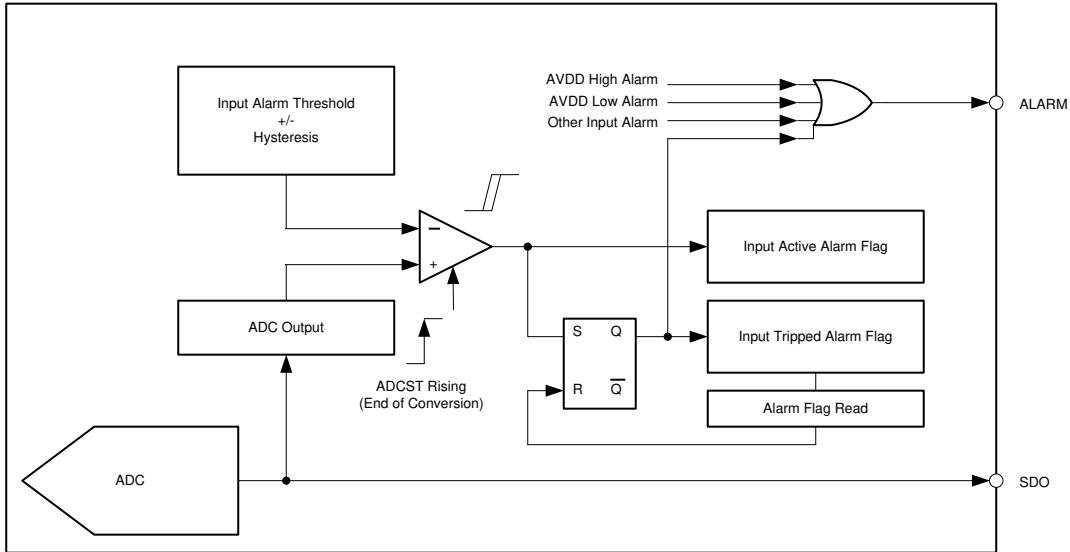 AVDD High Alarm
AVDD Low Alarm
Other Input Alarm
ALARM
Input Alarm Threshold
+/-
Hysteresis
−
+
Input Active Alarm Flag
ADC Output
S Q
R Q̅
Input Tripped Alarm Flag
Alarm Flag Read
ADCST Rising
(End of Conversion)
ADC
SDO